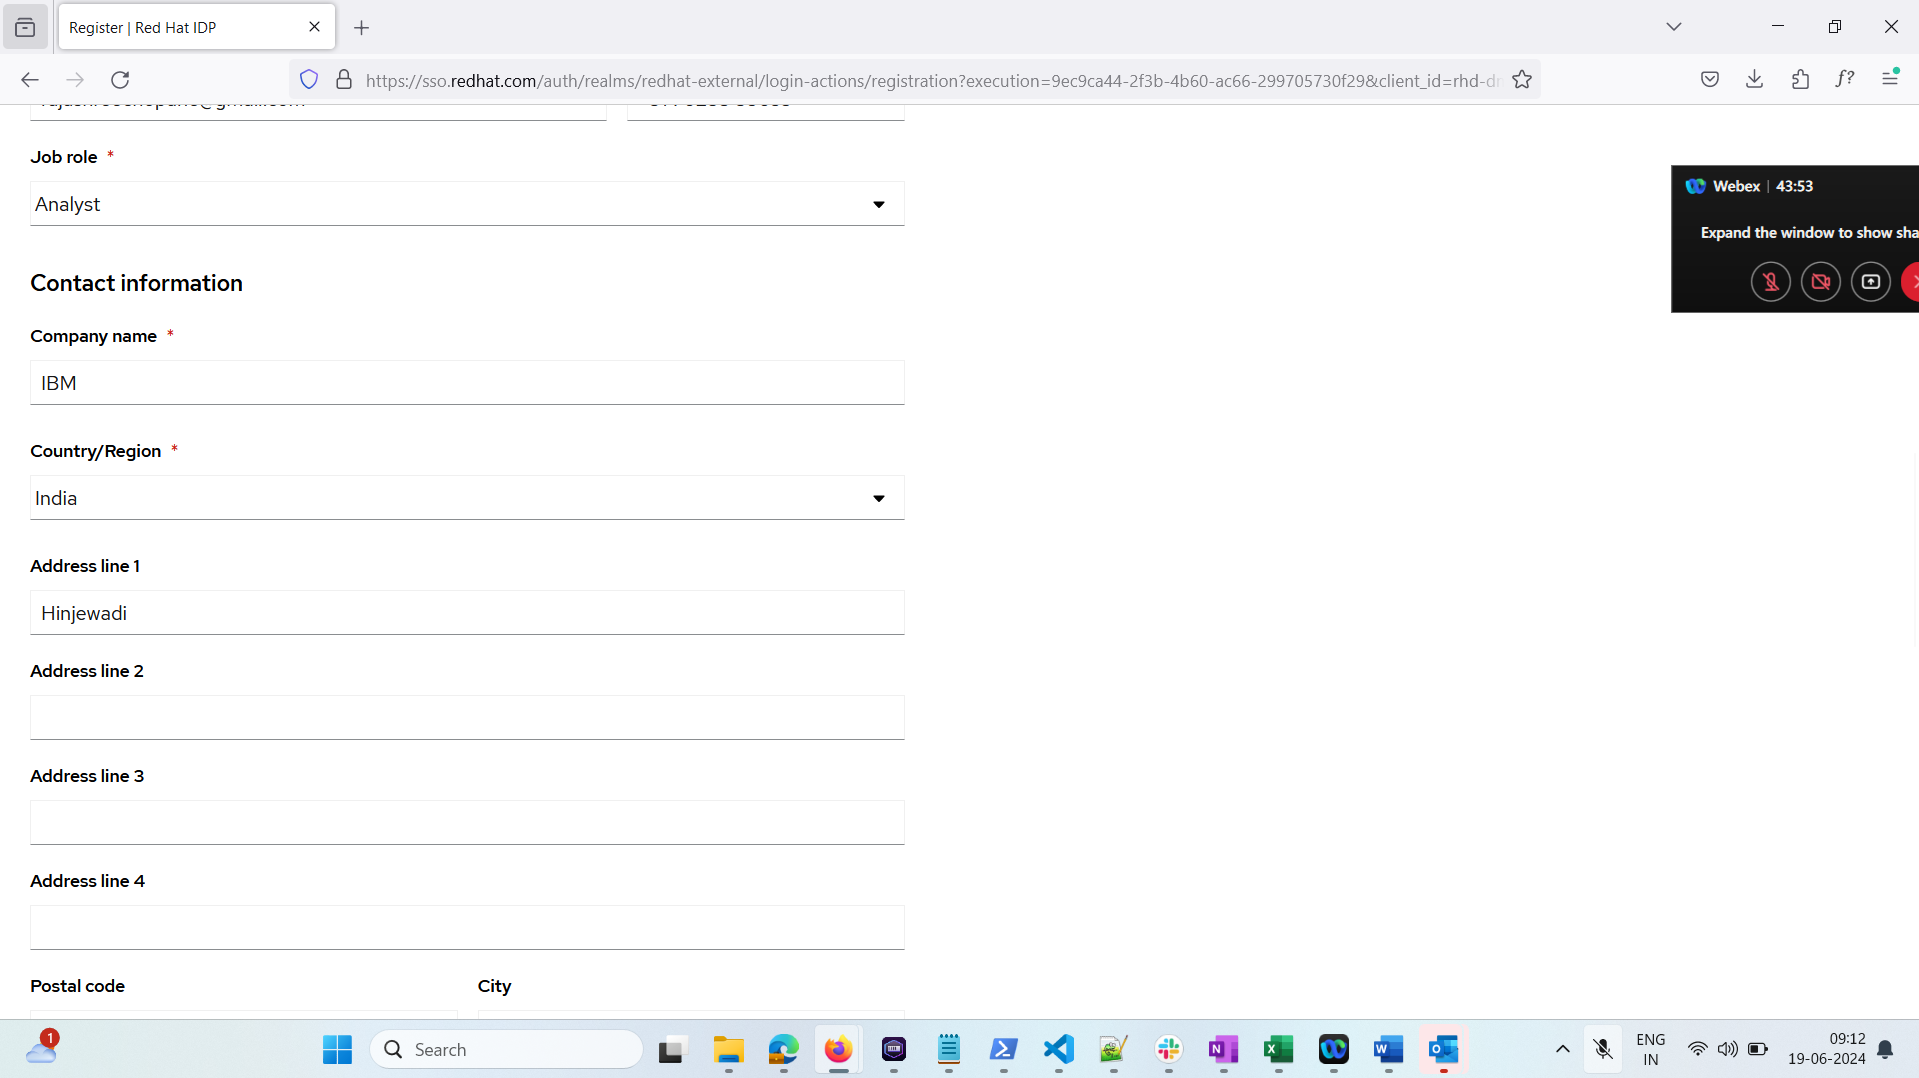 Register | Red Hat IDP
https://sso.redhat.com/auth/realms/redhat-external/login-actions/registration?execution=9ec9ca44-2f3b-4b60-ac66-299705730f29&client_id=rhd-d
Job role *
Analyst
Webex | 43:53
Expand the window to show sha
Contact information
Company name *
IBM
Country/Region *
India
Address line 1
Hinjewadi
Address line 2
Address line 3
Address line 4
Postal code City
1
Search
ENG
IN
09:12
19-06-2024